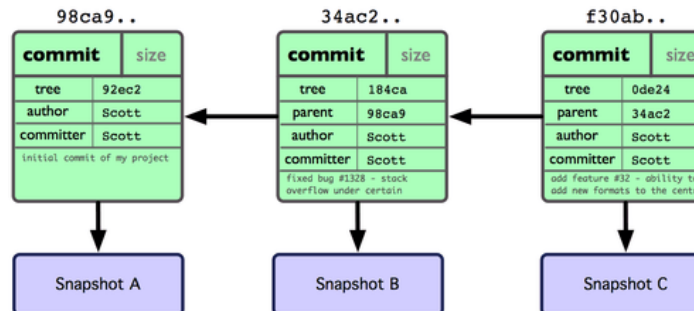 98ca9..
commit size
tree 92ec2
author Scott
committer Scott
initial commit of my project
Snapshot A
34ac2..
commit size
tree 184ca
parent 98ca9
author Scott
committer Scott
fixed bug #1328 - stack
overflow under certain
Snapshot B
f30ab..
commit size
tree 0de24
parent 34ac2
author Scott
committer Scott
add feature #32 - ability to
add new formats to the
Snapshot C